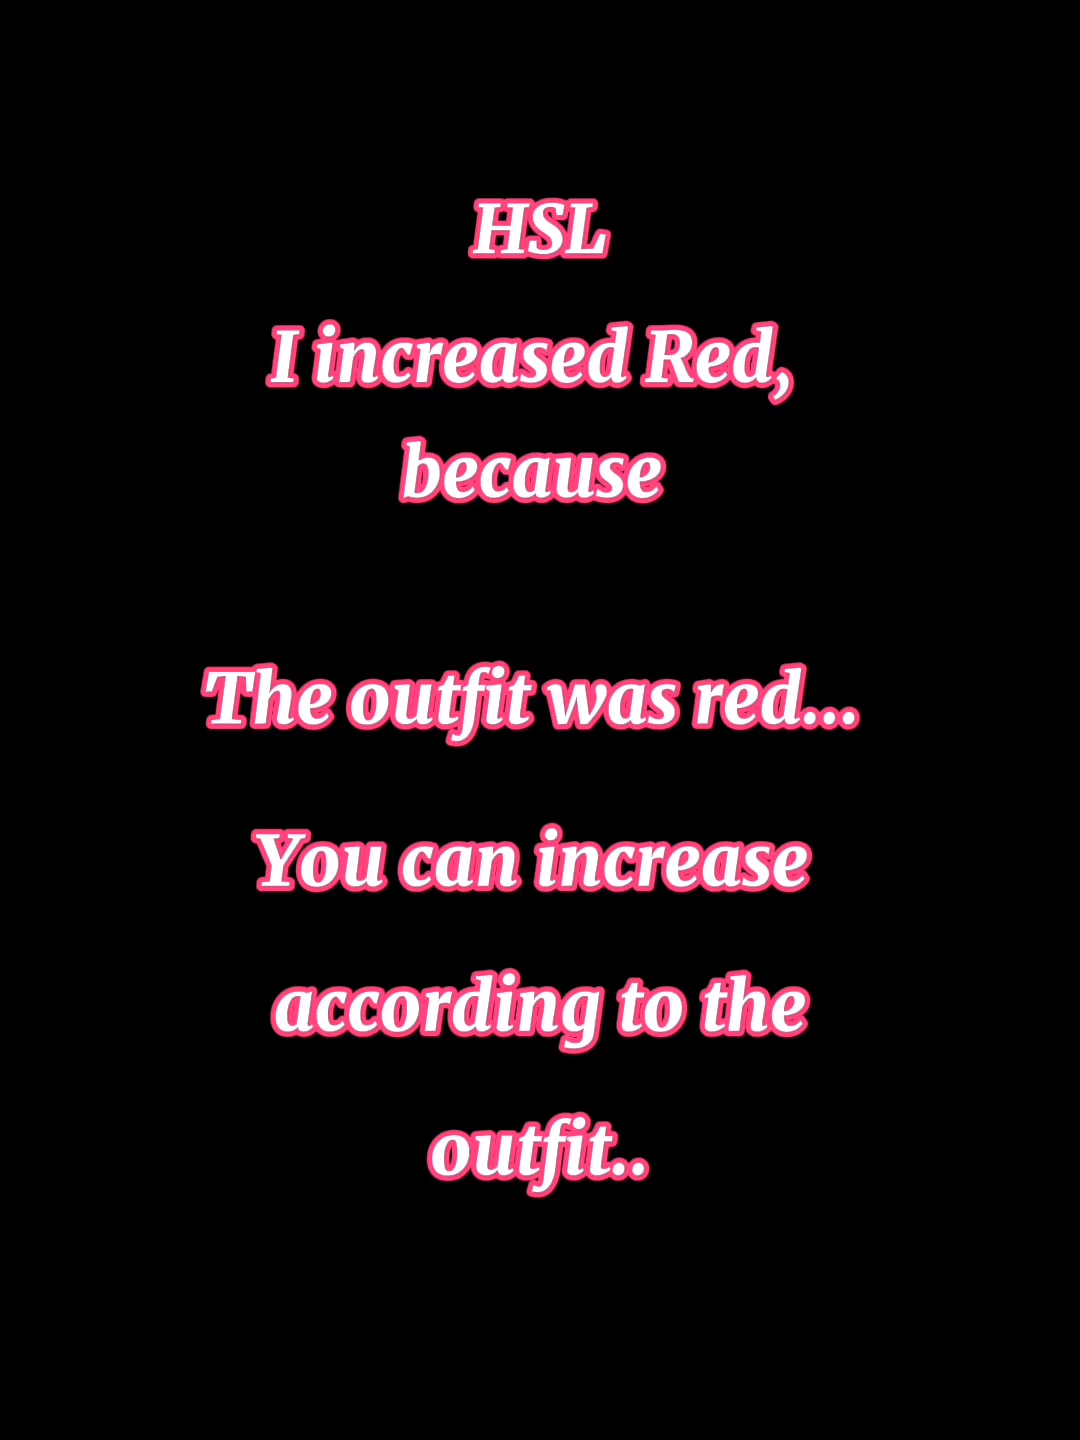 HSL
I increased Red,
because
The outfit was red...
You can increase
according to the
outfit..